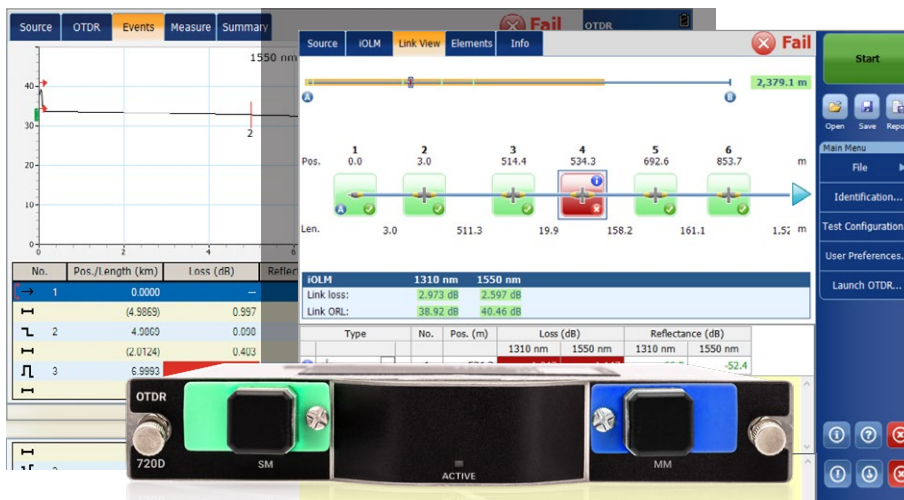 Source OTDR Events Measure Summary
Fail
OTDR
1550 nm
40
30
20
10
0
2
0 2 4 6
No. Pos./Length (km) Loss (dB)
1 0.0000 --
(4.9869) 0.997
2 4.9869 0.098
(2.0124) 0.403
3 6.9993
Source iOLM Link View Elements Info
Fail
A B
2,379.1 m
1 2 3 4 5 6
Pos. 0.0 3.0 514.4 534.3 692.6 853.7 m
A
Len. 3.0 511.3 19.9 158.2 161.1 m
iOLM 1310 nm 1550 nm
Link loss: 2.973 dB 2.597 dB
Link ORL: 38.92 dB 40.46 dB
Type No. Pos. (m) Loss (dB) Reflectance (dB)
1310 nm 1550 nm 1310 nm 1550 nm
-52.4
Start
Open Save
Main Menu
File
Identification...
Test Configuration
User Preferences..
Launch OTDR...
OTDR
720D
SM
ACTIVE
MM